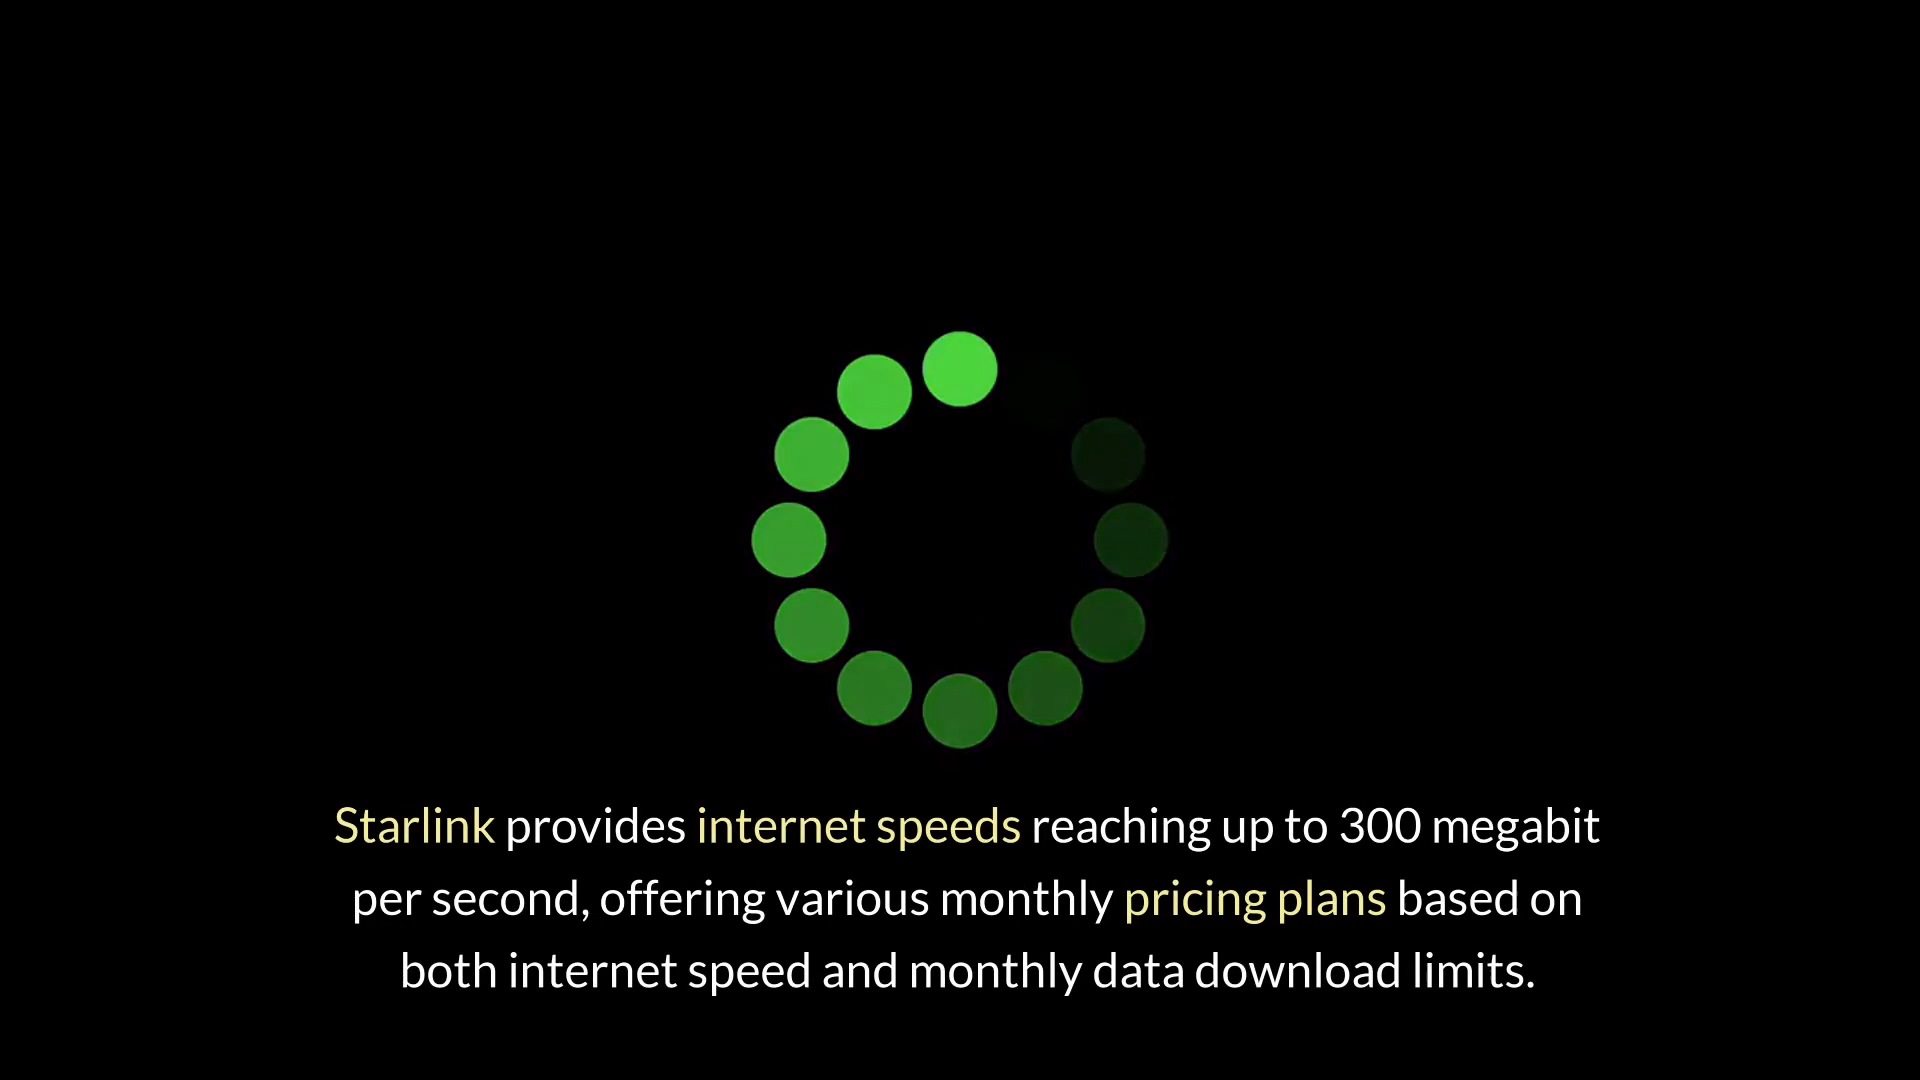 Starlink provides internet speeds reaching up to 300 megabit
per second, offering various monthly pricing plans based on
both internet speed and monthly data download limits.